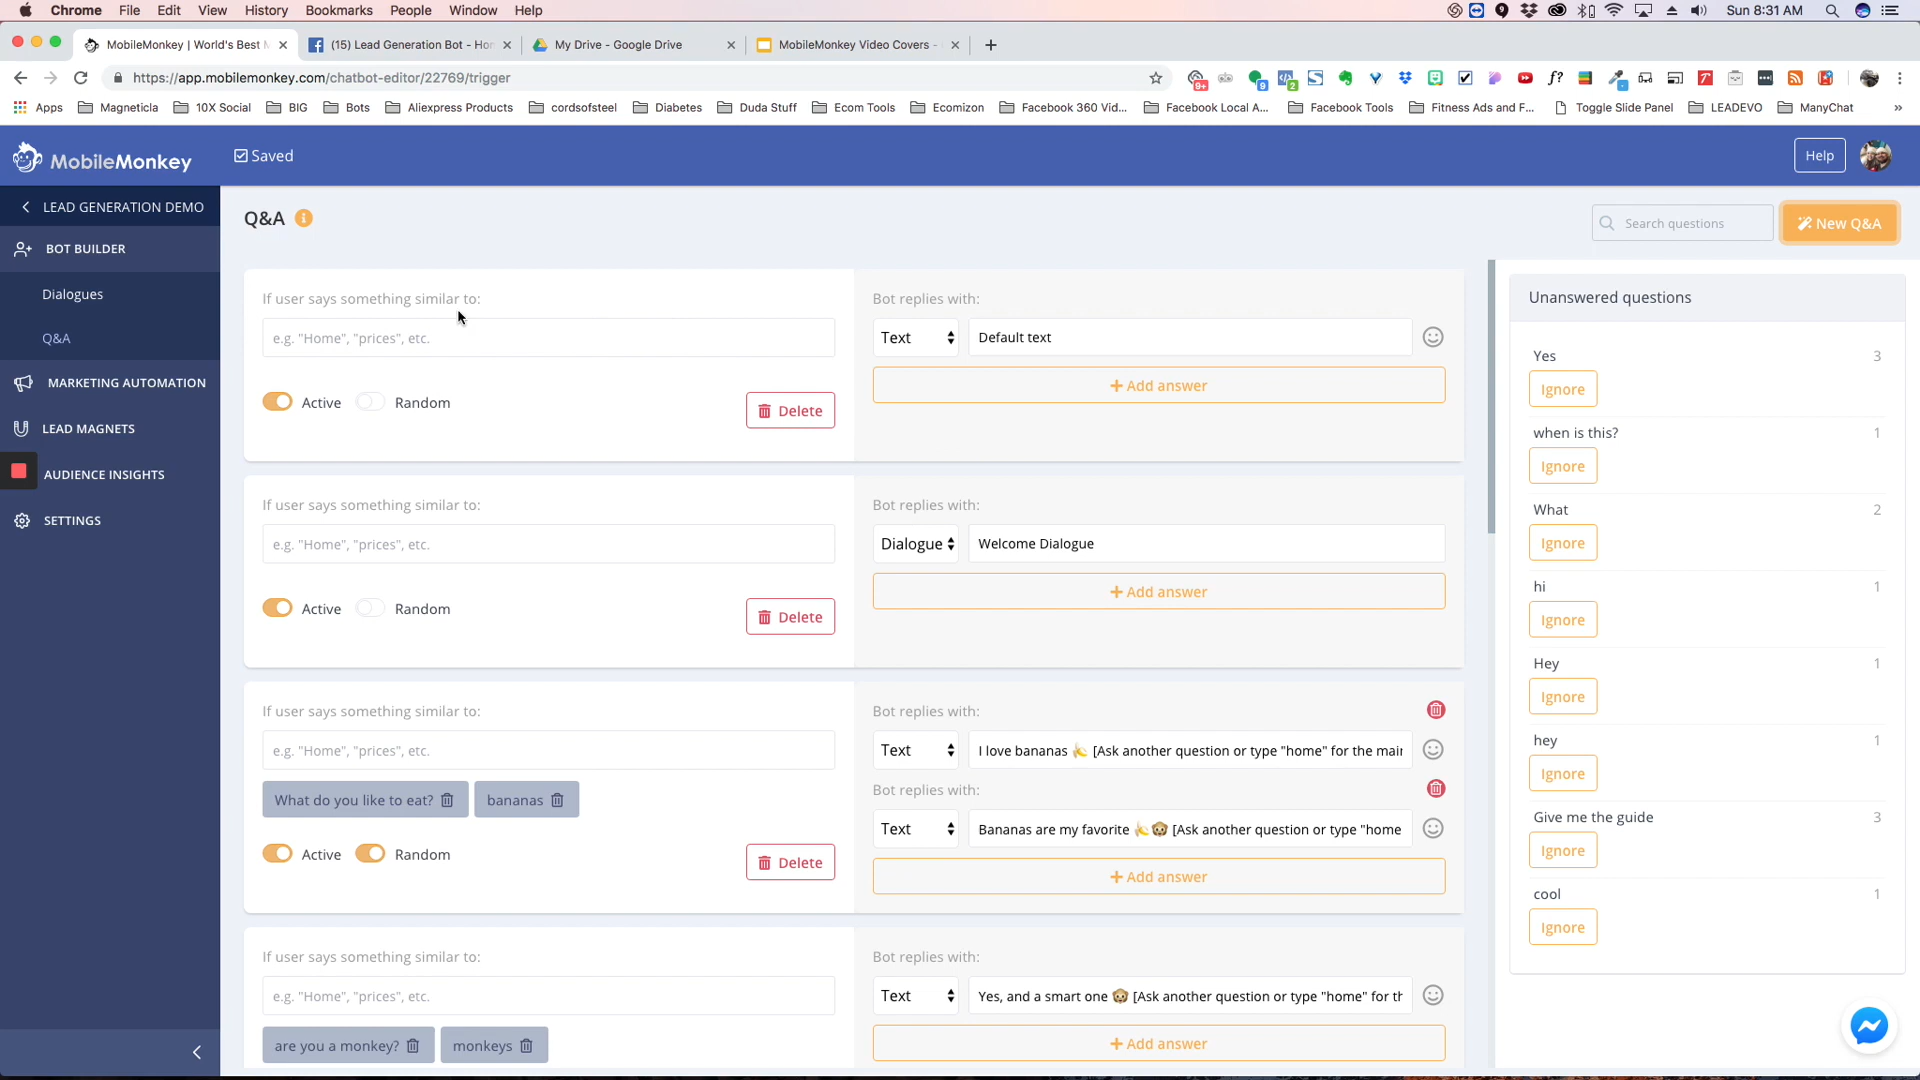 Chrome File Edit View History Bookmarks People Window Help Sun 8:31 AM
MobileMonkey | World's Best M (15) Lead Generation Bot - Hor My Drive - Google Drive MobileMonkey Video Covers -
https://app.mobilemonkey.com/chatbot-editor/22769/trigger
Apps Magneticla 10X Social BIG Bots Aliexpress Products cordsofsteel Diabetes Duda Stuff Ecom Tools Ecomizon Facebook 360 Vid... Facebook Local A... Facebook Tools Fitness Ads and F... Toggle Slide Panel LEADEVO ManyChat »
MobileMonkey Saved Help
LEAD GENERATION DEMO
BOT BUILDER
Dialogues
Q&A
MARKETING AUTOMATION
LEAD MAGNETS
AUDIENCE INSIGHTS
SETTINGS
Q&A
Search questions New Q&A
If user says something similar to:
e.g. "Home", "prices", etc.
Active Random Delete
Bot replies with:
Text Default text
+ Add answer
If user says something similar to:
e.g. "Home", "prices", etc.
Active Random Delete
Bot replies with:
Dialogue Welcome Dialogue
+ Add answer
If user says something similar to:
e.g. "Home", "prices", etc.
What do you like to eat? bananas
Active Random Delete
Bot replies with:
Text I love bananas 🍌 [Ask another question or type "home" for the main
Bot replies with:
Text Bananas are my favorite 🍌🐵 [Ask another question or type "home
+ Add answer
If user says something similar to:
e.g. "Home", "prices", etc.
are you a monkey? monkeys
Bot replies with:
Text Yes, and a smart one 🐵 [Ask another question or type "home" for th
+ Add answer
Unanswered questions
Yes 3
Ignore
when is this? 1
Ignore
What 2
Ignore
hi 1
Ignore
Hey 1
Ignore
hey 1
Ignore
Give me the guide 3
Ignore
cool 1
Ignore